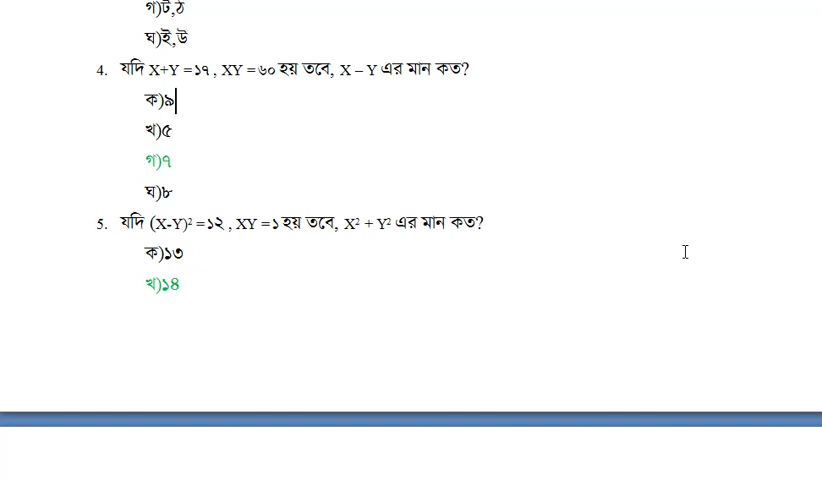 গ)ট,ঠ
ঘ)ই,উ
4. যদি X+Y =১৭ , XY = ৬০ হয় তবে, X – Y এর মান কত?
ক)৯
খ)৫
গ)৭
ঘ)৮
5. যদি (X-Y)² =১২ , XY =১ হয় তবে, X² + Y² এর মান কত?
ক)১৩
খ)১৪